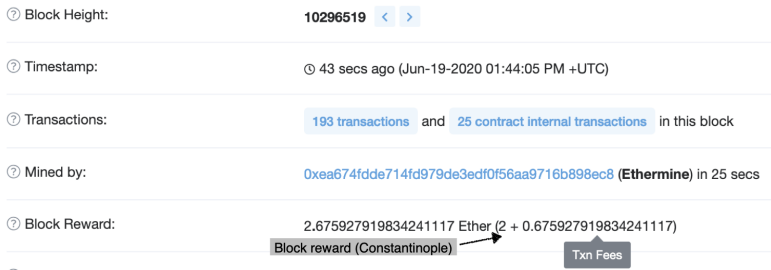 Block Height:
10296519
Timestamp:
43 secs ago (Jun-19-2020 01:44:05 PM +UTC)
Transactions:
193 transactions and 25 contract internal transactions in this block
Mined by:
0xea674fdde714fd979de3edf0f56aa9716b898ec8 (Ethermine) in 25 secs
Block Reward:
2.675927919834241117 Ether (2 + 0.675927919834241117)
Block reward (Constantinople)
Txn Fees